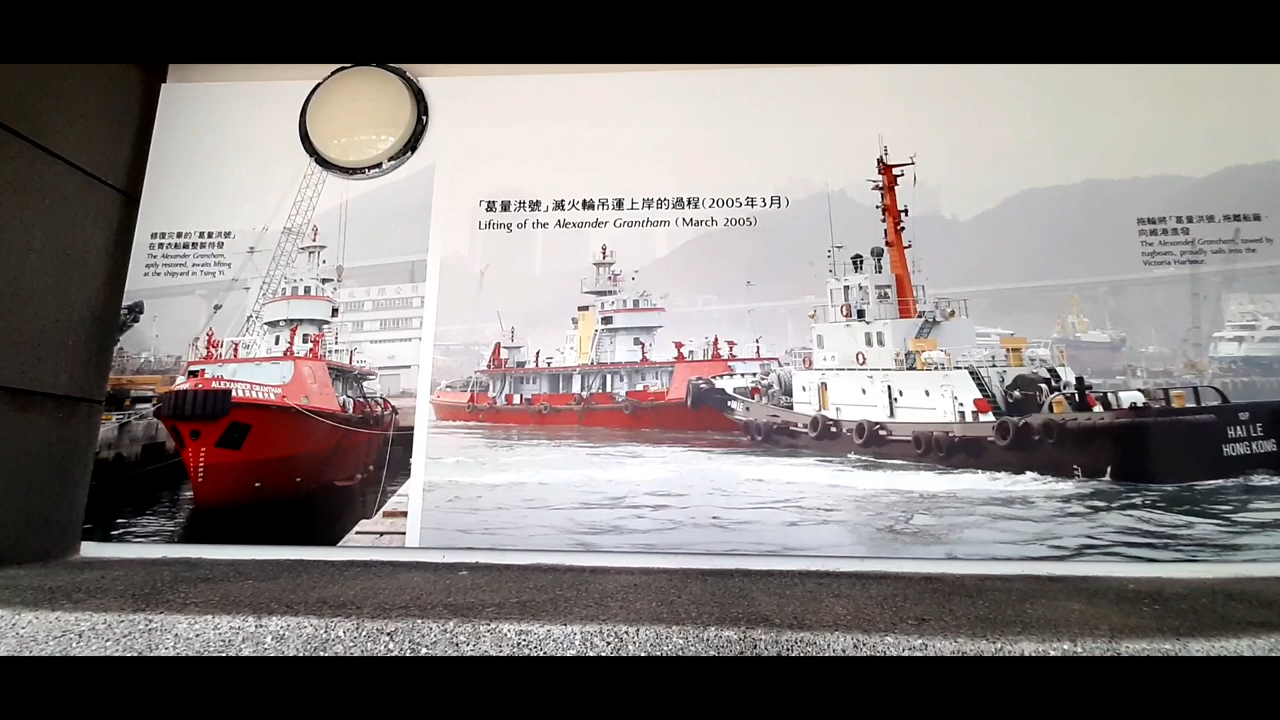 修復完畢的「葛量洪號」
在青衣船廠整裝待發
The Alexander Grantham,
aptly restored, awaits lifting
at the shipyard in Tsing Yi.
ALEXANDER GRANTHAM
「葛量洪號」滅火輪吊運上岸的過程(2005年3月)
Lifting of the Alexander Grantham ( March 2005)
拖輪將「葛量洪號」拖離船廠，
向維港進發
The Alexander Grantham, towed by
tugboats, proudly sails into the
Victoria Harbour.
HAI LE
HONG KONG